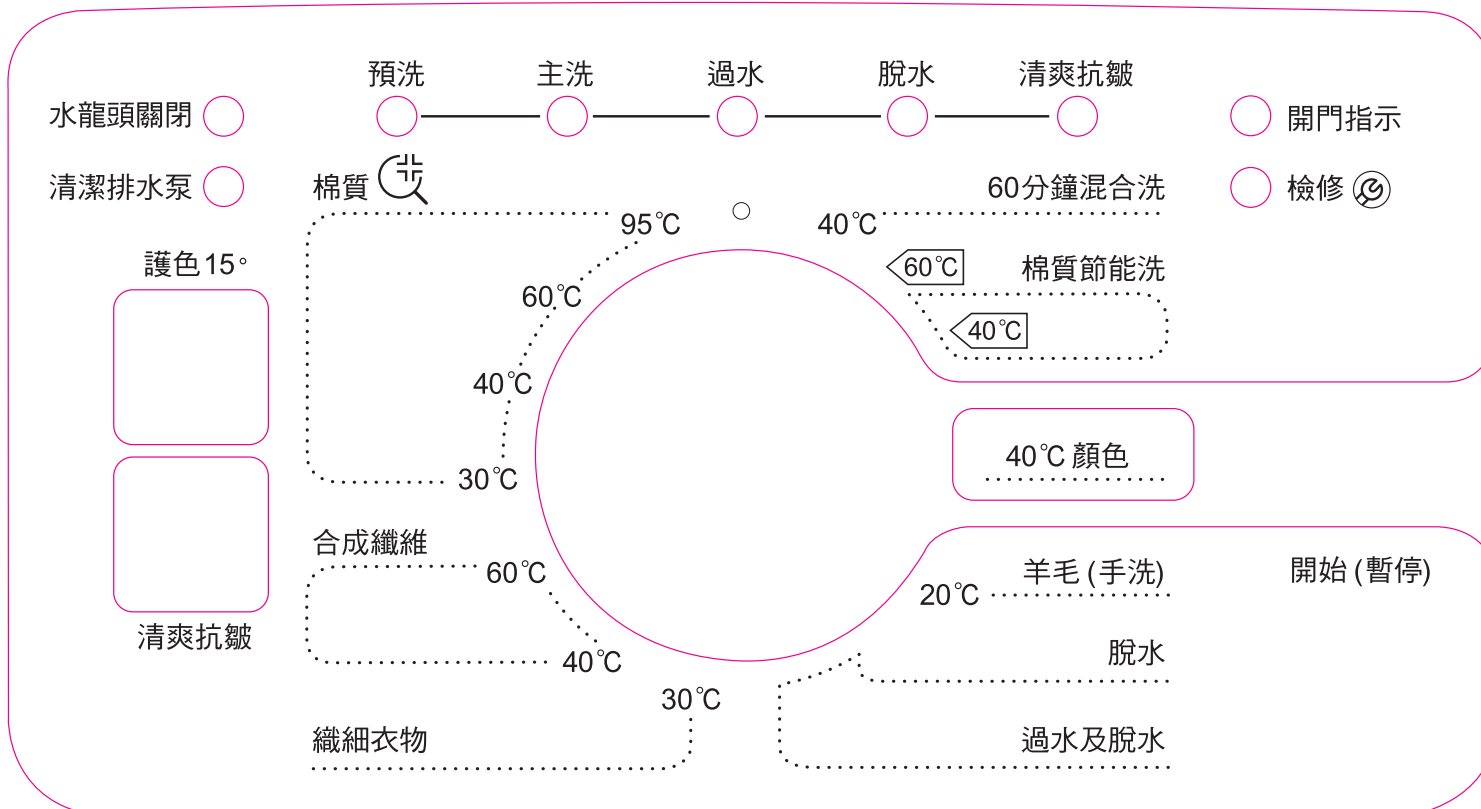 預洗 主洗 過水 脫水 清爽抗皺
水龍頭關閉
開門指示
清潔排水泵
檢修
棉質
60分鐘混合洗
95℃
40℃
護色15°
60℃
棉質節能洗
60℃
40℃
40℃
40℃顏色
30℃
合成纖維
60℃
羊毛(手洗)
20℃
開始(暫停)
清爽抗皺
脫水
40℃
30℃
纖細衣物
過水及脫水